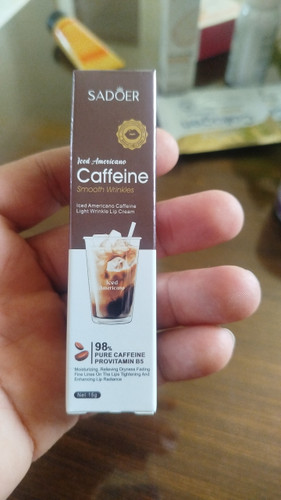 SADOER
Iced Americano
Caffeine
Smooth Wrinkles
Iced Americano Caffeine
Light Wrinkle Lip Cream
Iced
Americano
98%
PURE CAFFEINE
PROVITAMIN B5
Moisturizing, Relieving Dryness Fading
Fine Lines On The Lips Tightening And
Enhancing Lip Radiance
Net:18g